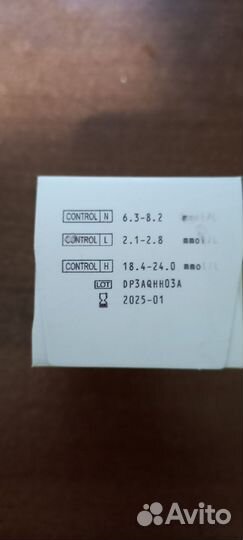 CONTROL N 6.3-8.2
CONTROL L 2.1-2.8 mmol/L
CONTROL H 18.4-24.0 mmol/L
LOT DP3AQHH03A
2025-01
Avito